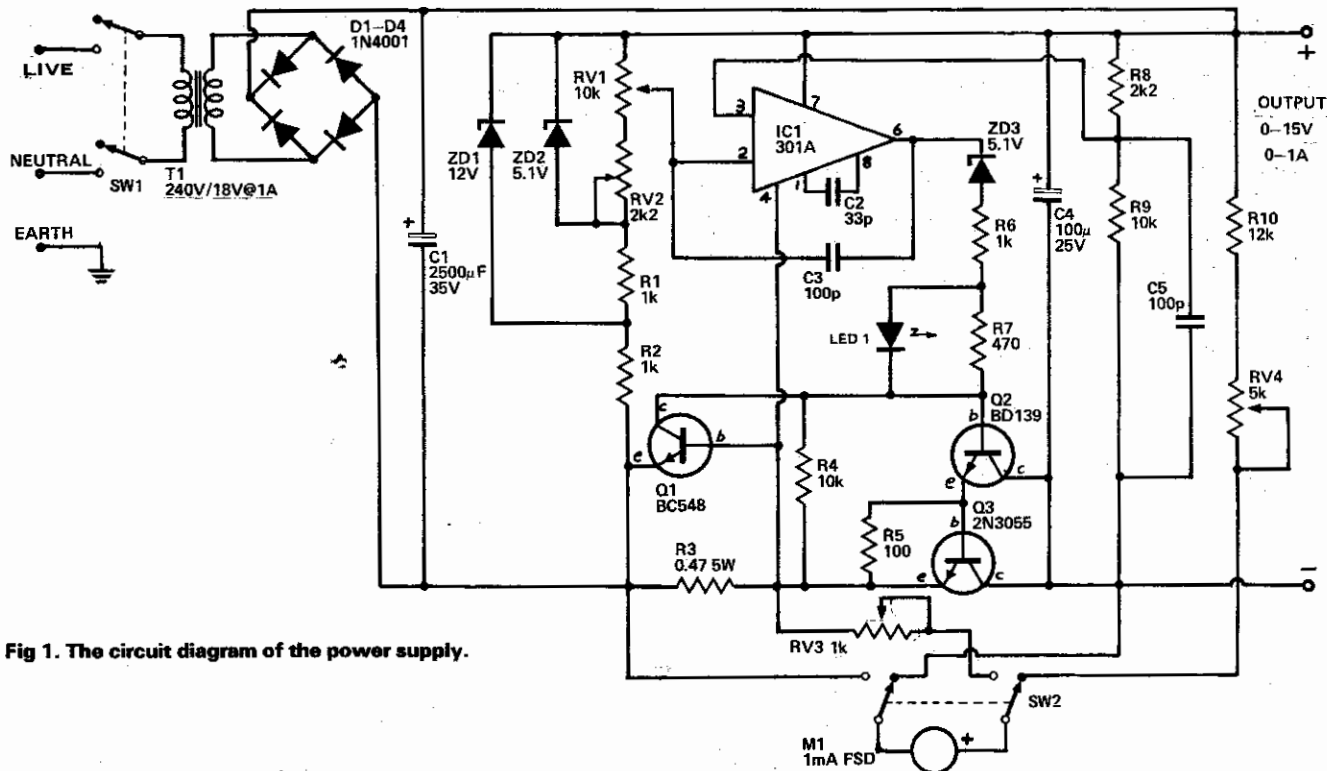 D1–D4
1N4001
LIVE
NEUTRAL
SW1
T1
240V/18V@1A
EARTH
+
C1
2500µF
35V
ZD1
12V
ZD2
5.1V
RV1
10k
RV2
2k2
R1
1k
R2
1k
3
2
7
6
IC1
301A
8
1
4
C2
33p
C3
100p
ZD3
5.1V
R6
1k
LED 1
R7
470
+
C4
100µ
25V
R8
2k2
R9
10k
C5
100p
+
OUTPUT
0–15V
0–1A
R10
12k
RV4
5k
c
b
e
Q1
BC548
R4
10k
Q2
BD139
b
e
c
R5
100
Q3
2N3055
b
e
c
R3
0.47 5W
–
RV3 1k
SW2
M1
1mA FSD
+
Fig 1. The circuit diagram of the power supply.